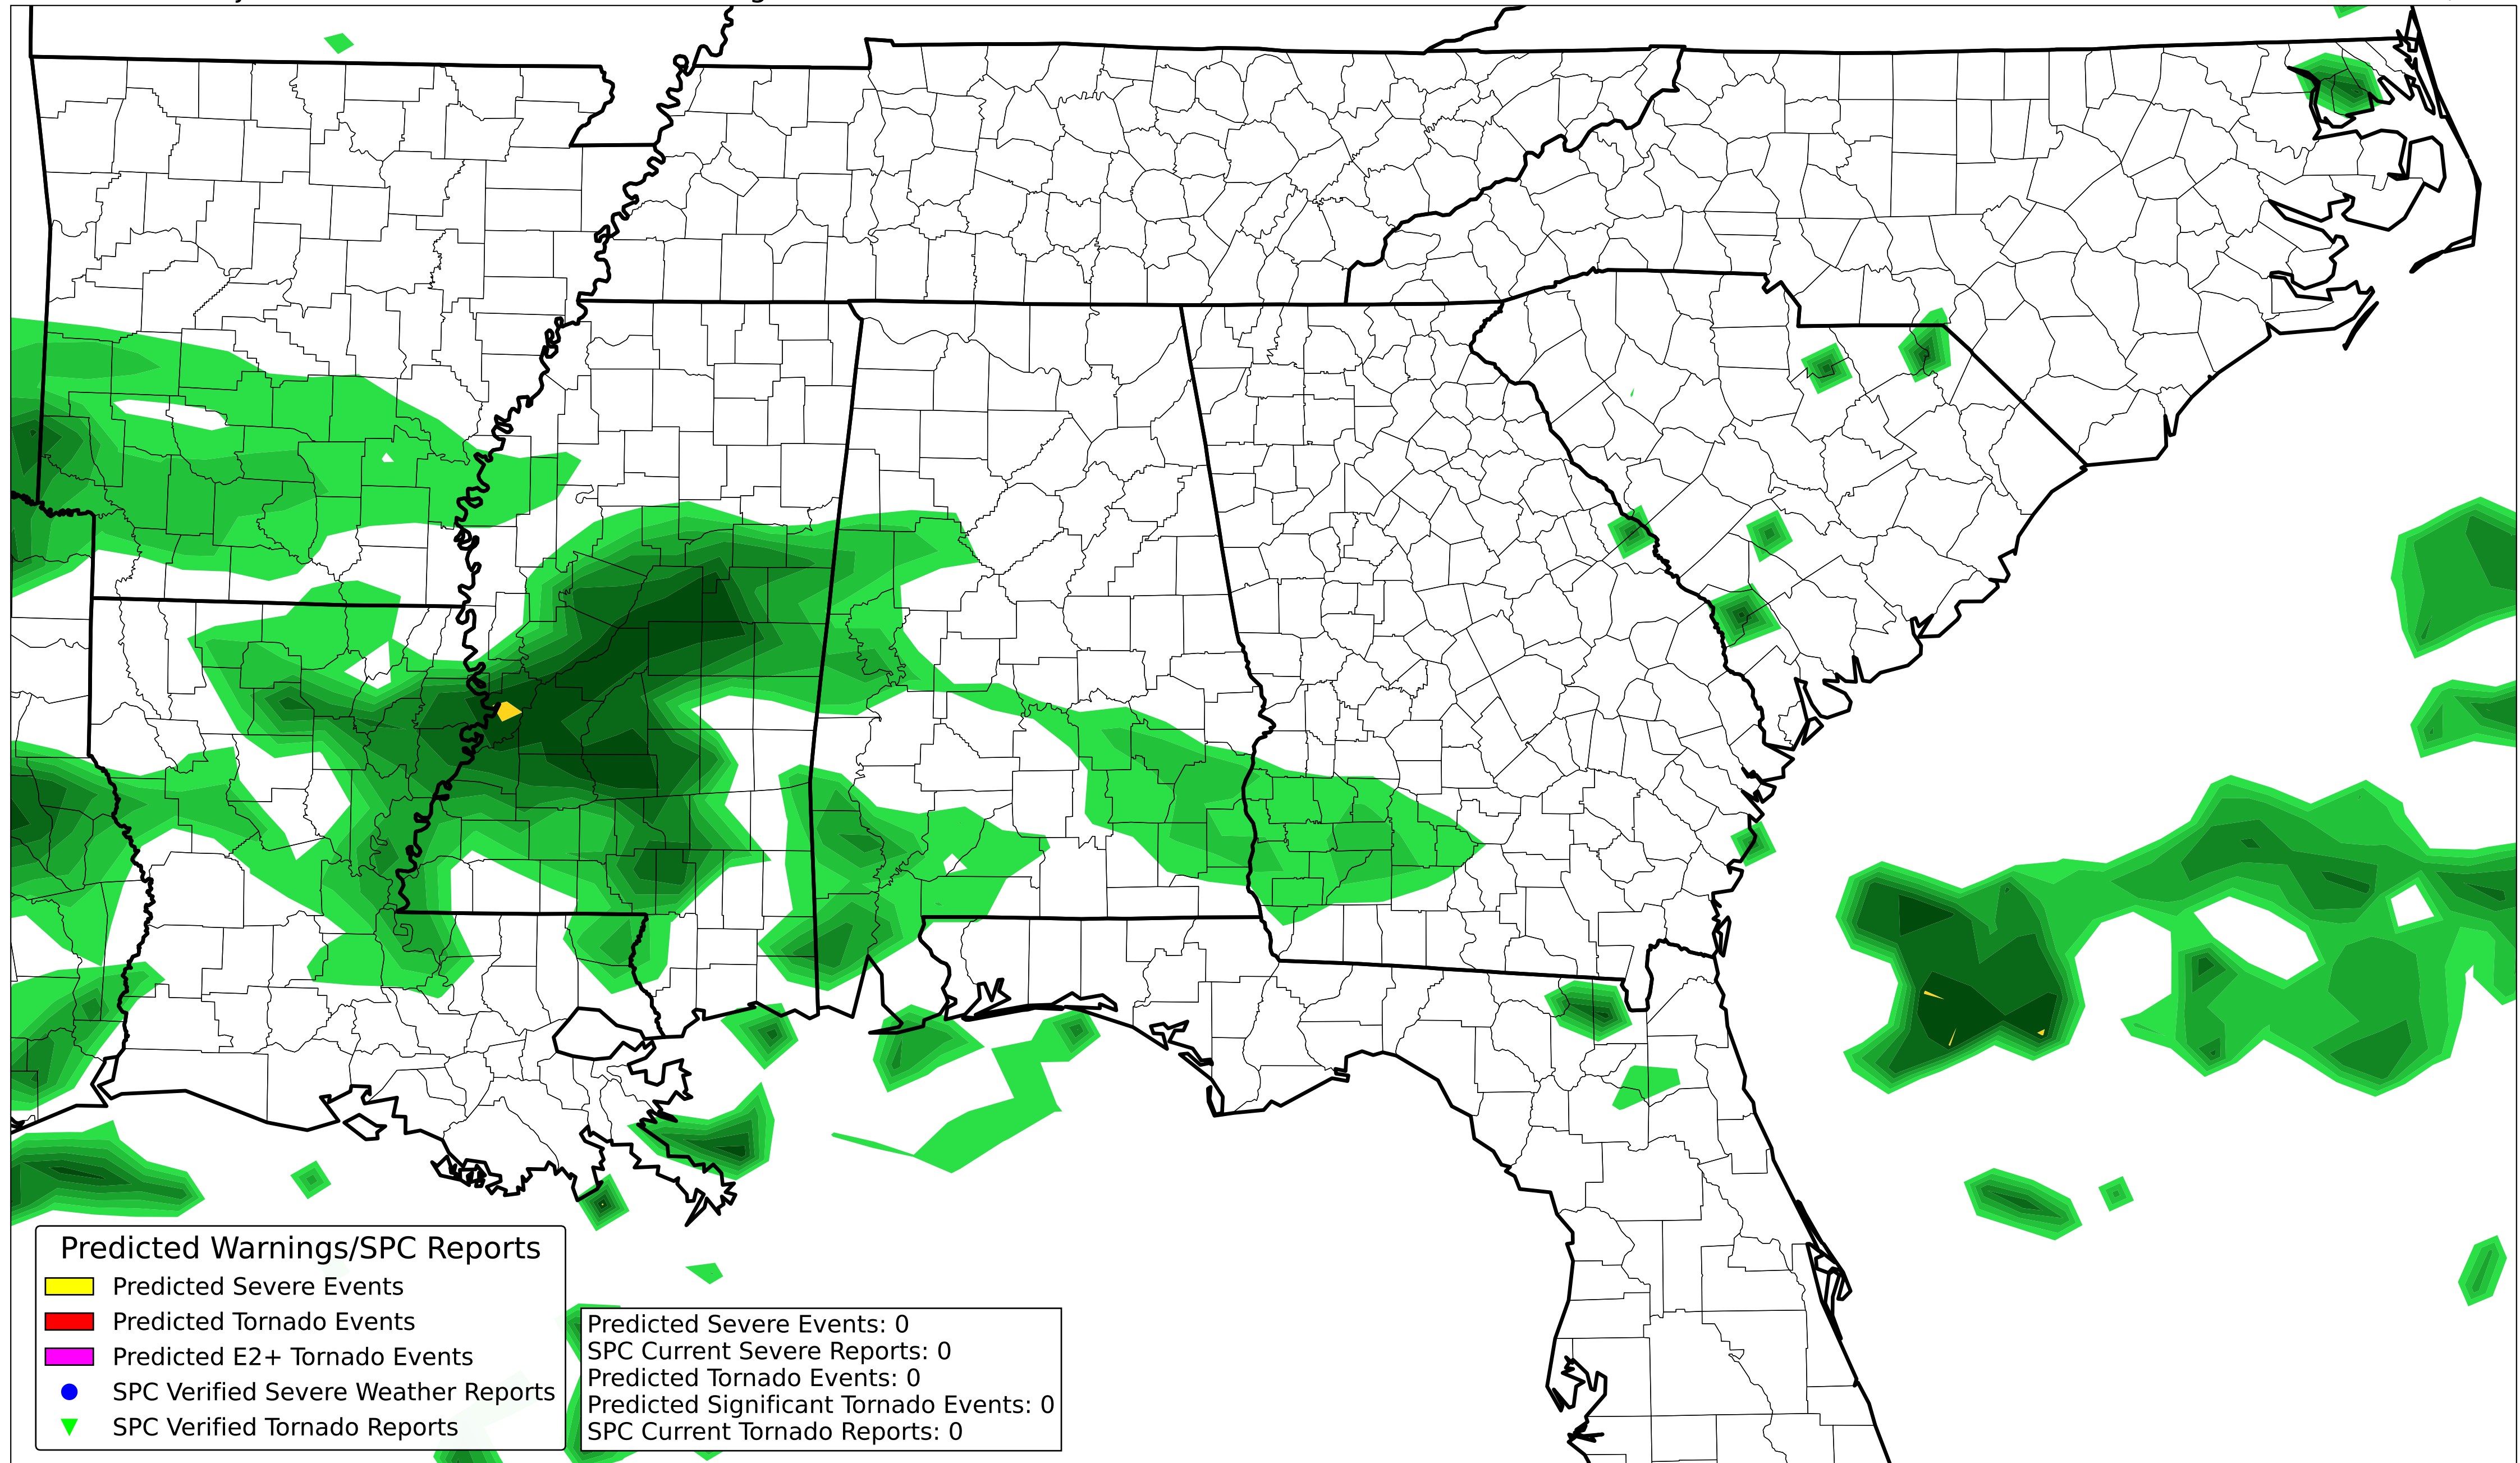 Predicted Warnings/SPC Reports
Predicted Severe Events
Predicted Tornado Events
Predicted E2+ Tornado Events
SPC Verified Severe Weather Reports
SPC Verified Tornado Reports
Predicted Severe Events: 0
SPC Current Severe Reports: 0
Predicted Tornado Events: 0
Predicted Significant Tornado Events: 0
SPC Current Tornado Reports: 0